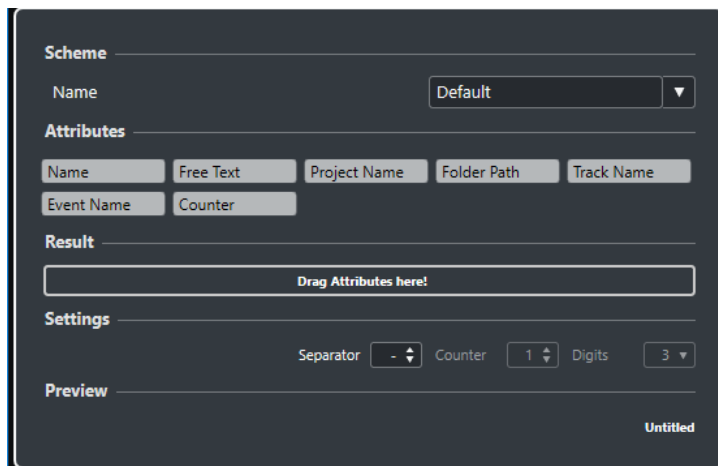 Scheme
Name Default ▼
Attributes
Name Free Text Project Name Folder Path Track Name
Event Name Counter
Result
Drag Attributes here!
Settings
Separator - Counter 1 Digits 3 ▼
Preview
Untitled